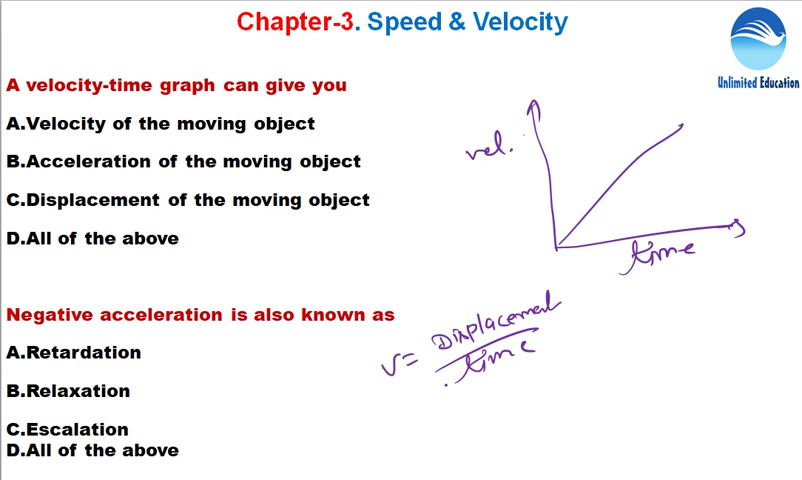 Chapter-3. Speed & Velocity
Unlimited Education
A velocity-time graph can give you
A.Velocity of the moving object
B.Acceleration of the moving object
C.Displacement of the moving object
D.All of the above
vel.
time
Negative acceleration is also known as
A.Retardation
B.Relaxation
C.Escalation
D.All of the above
v= Displacement
time